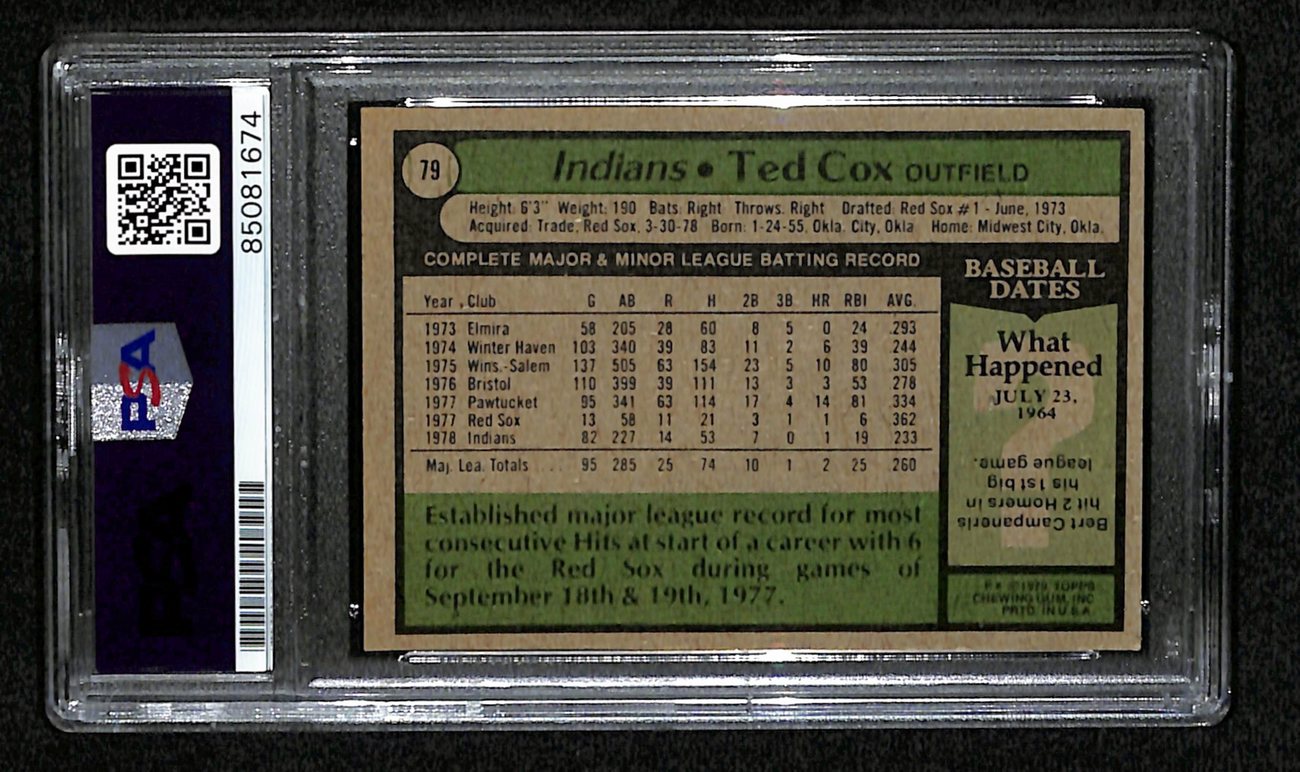 85081674
PSA
PSA
79
Indians • Ted Cox OUTFIELD
Height: 6'3" Weight: 190 Bats: Right Throws: Right Drafted: Red Sox #1 - June, 1973
Acquired: Trade, Red Sox, 3-30-78 Born: 1-24-55, Okla. City, Okla Home: Midwest City, Okla.
COMPLETE MAJOR & MINOR LEAGUE BATTING RECORD
Year Club G AB R H 2B 3B HR RBI AVG.
1973 Elmira 58 205 28 60 8 5 0 24 .293
1974 Winter Haven 103 340 39 83 11 2 6 39 .244
1975 Wins.-Salem 137 505 63 154 23 5 10 80 .305
1976 Bristol 110 399 39 111 13 3 3 53 .278
1977 Pawtucket 95 341 63 114 17 4 14 81 .334
1977 Red Sox 13 58 11 21 3 1 1 6 .362
1978 Indians 82 227 14 53 7 0 1 19 .233
Maj. Lea. Totals ... 95 285 25 74 10 1 2 25 .260
Established major league record for most
consecutive Hits at start of a career with 6
for the Red Sox during games of
September 18th & 19th, 1977.
BASEBALL
DATES
What
Happened
JULY 23,
1964
?
Bert Campaneris
hit 2 Homers in
his 1st big
league game.
©1979 TOPPS
CHEWING GUM, INC.
PRTD. IN U.S.A.